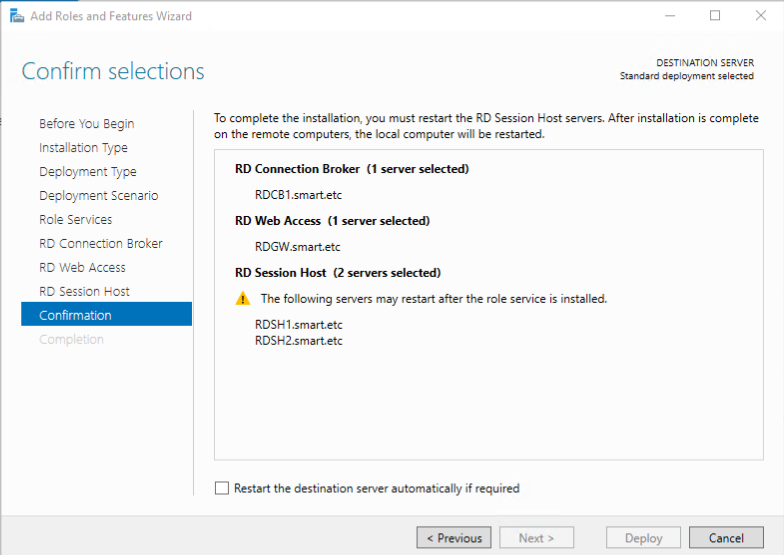 Add Roles and Features Wizard
Confirm selections
DESTINATION SERVER
Standard deployment selected
Before You Begin
Installation Type
Deployment Type
Deployment Scenario
Role Services
RD Connection Broker
RD Web Access
RD Session Host
Confirmation
Completion
To complete the installation, you must restart the RD Session Host servers. After installation is complete
on the remote computers, the local computer will be restarted.
RD Connection Broker (1 server selected)
RDCB1.smart.etc
RD Web Access (1 server selected)
RDGW.smart.etc
RD Session Host (2 servers selected)
The following servers may restart after the role service is installed.
RDSH1.smart.etc
RDSH2.smart.etc
Restart the destination server automatically if required
< Previous
Next >
Deploy
Cancel